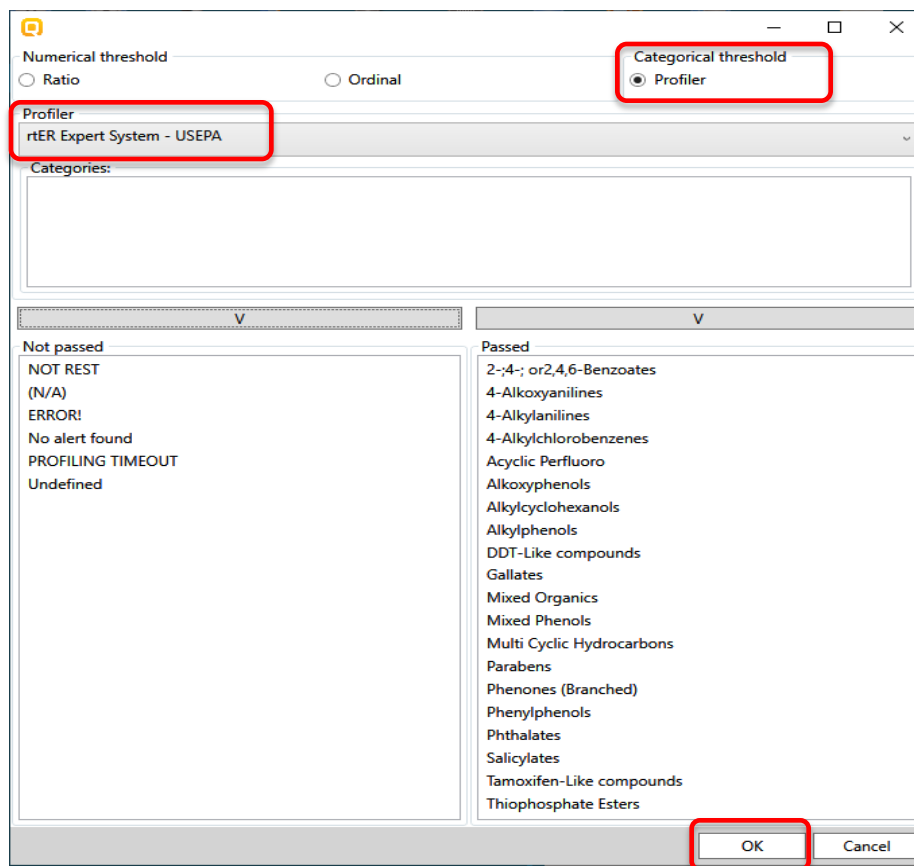 Numerical threshold
Categorical threshold
Ratio
Ordinal
Profiler
Profiler
rtER Expert System - USEPA
Categories:
V
V
Not passed
NOT REST
(N/A)
ERROR!
No alert found
PROFILING TIMEOUT
Undefined
Passed
2-;4-; or2,4,6-Benzoates
4-Alkoxyanilines
4-Alkylanilines
4-Alkylchlorobenzenes
Acyclic Perfluoro
Alkoxyphenols
Alkylcyclohexanols
Alkylphenols
DDT-Like compounds
Gallates
Mixed Organics
Mixed Phenols
Multi Cyclic Hydrocarbons
Parabens
Phenones (Branched)
Phenylphenols
Phthalates
Salicylates
Tamoxifen-Like compounds
Thiophosphate Esters
OK
Cancel